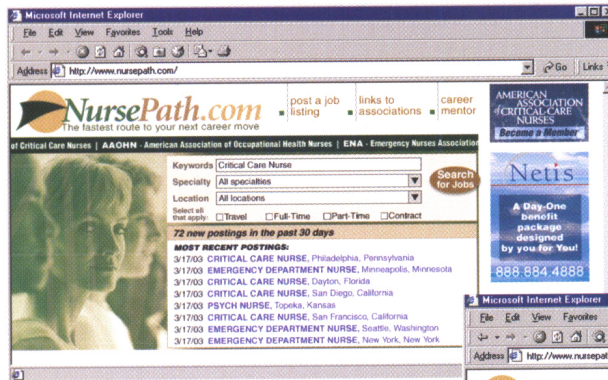 Microsoft Internet Explorer
File Edit View Favorites Tools Help
Address http://www.nursepath.com/ Go Links
NursePath.com
The fastest route to your next career move
post a job listing
links to associations
career mentor
of Critical Care Nurses | AAOHN - American Association of Occupational Health Nurses | ENA - Emergency Nurses Association
Keywords Critical Care Nurse
Specialty All specialties
Location All locations
Search for Jobs
Select all that apply: Travel Full-Time Part-Time Contract
72 new postings in the past 30 days
MOST RECENT POSTINGS:
3/17/03 CRITICAL CARE NURSE, Philadelphia, Pennsylvania
3/17/03 EMERGENCY DEPARTMENT NURSE, Minneapolis, Minnesota
3/17/03 CRITICAL CARE NURSE, Dayton, Florida
3/17/03 CRITICAL CARE NURSE, San Diego, California
3/17/03 PSYCH NURSE, Topeka, Kansas
3/17/03 CRITICAL CARE NURSE, San Francisco, California
3/17/03 EMERGENCY DEPARTMENT NURSE, Seattle, Washington
3/17/03 EMERGENCY DEPARTMENT NURSE, New York, New York
AMERICAN
ASSOCIATION
of CRITICAL-CARE
NURSES
Become a Member
Netis
A Day-One
benefit
package
designed
by you for You!
888 884 4888
Microsoft Internet Explorer
File Edit View Favorites
Address http://www.nursepat